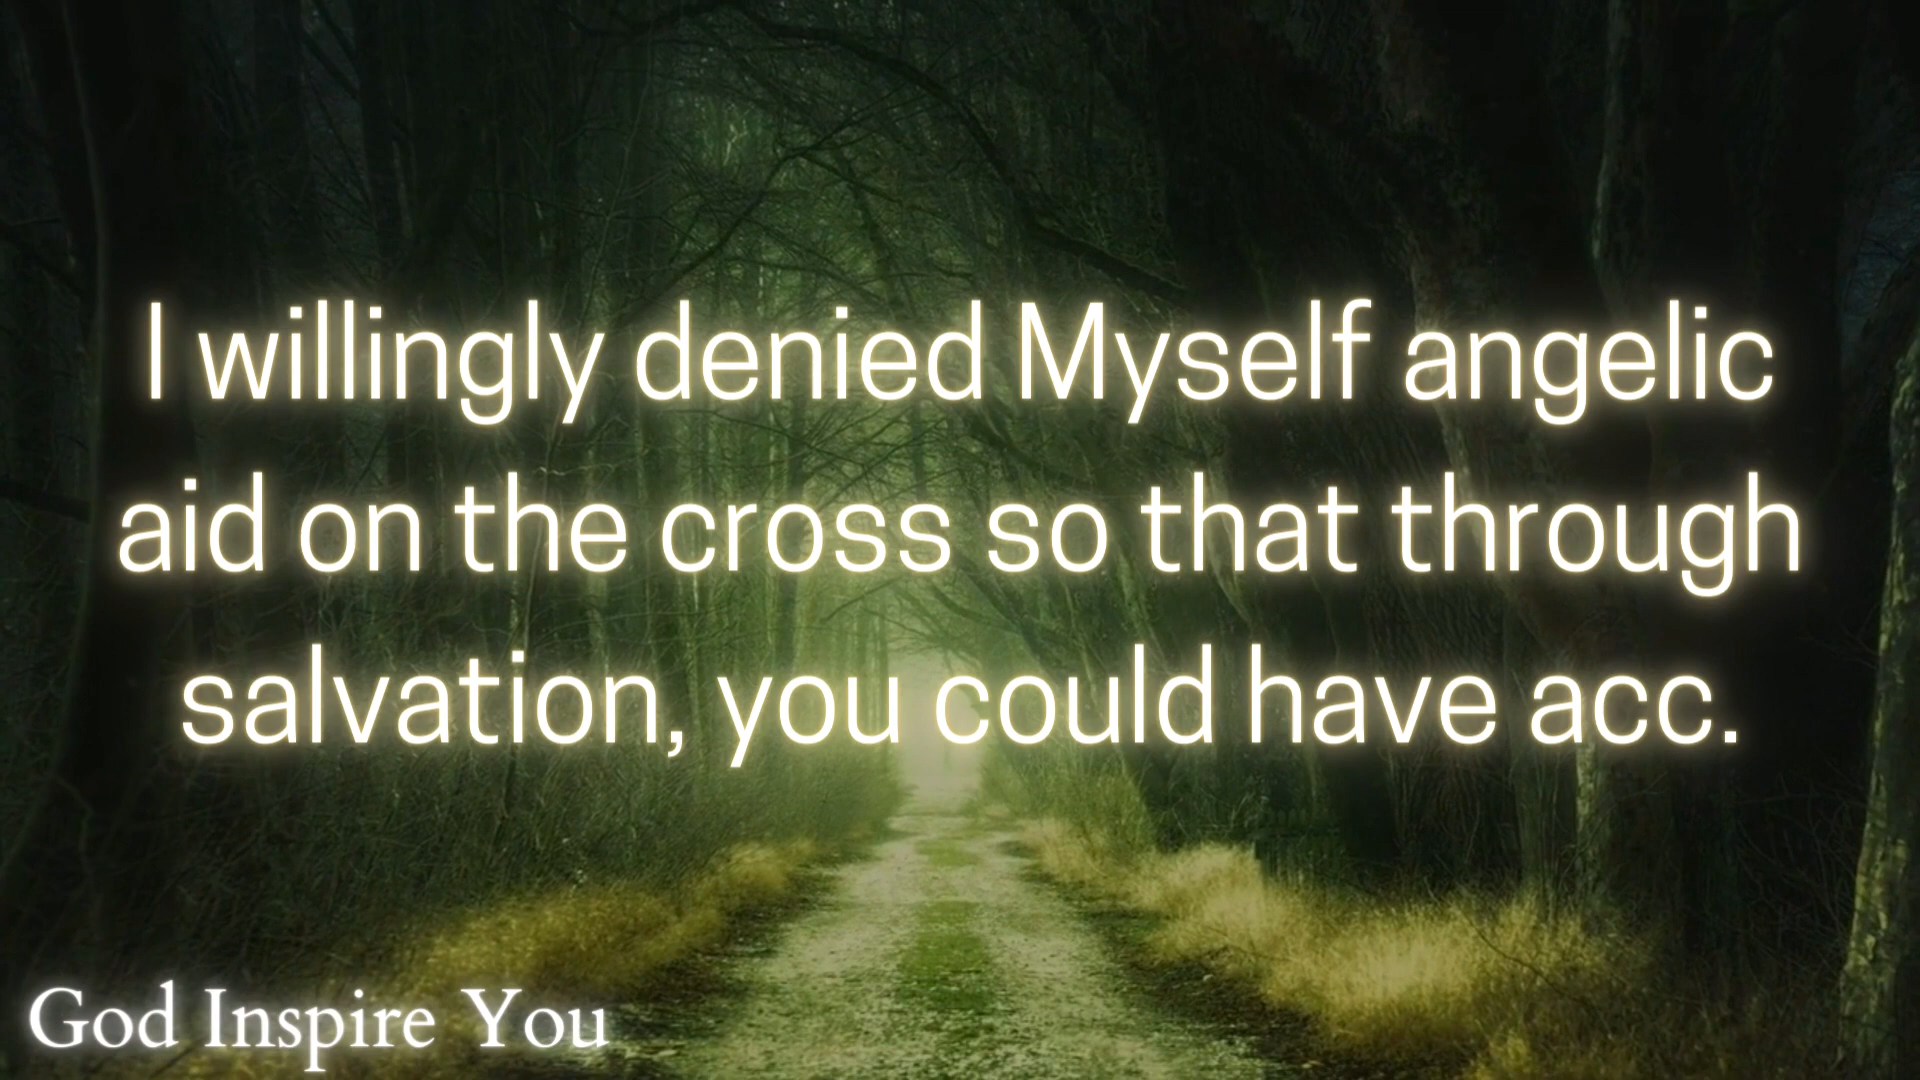 I willingly denied Myself angelic
aid on the cross so that through
salvation, you could have acc.
God Inspire You